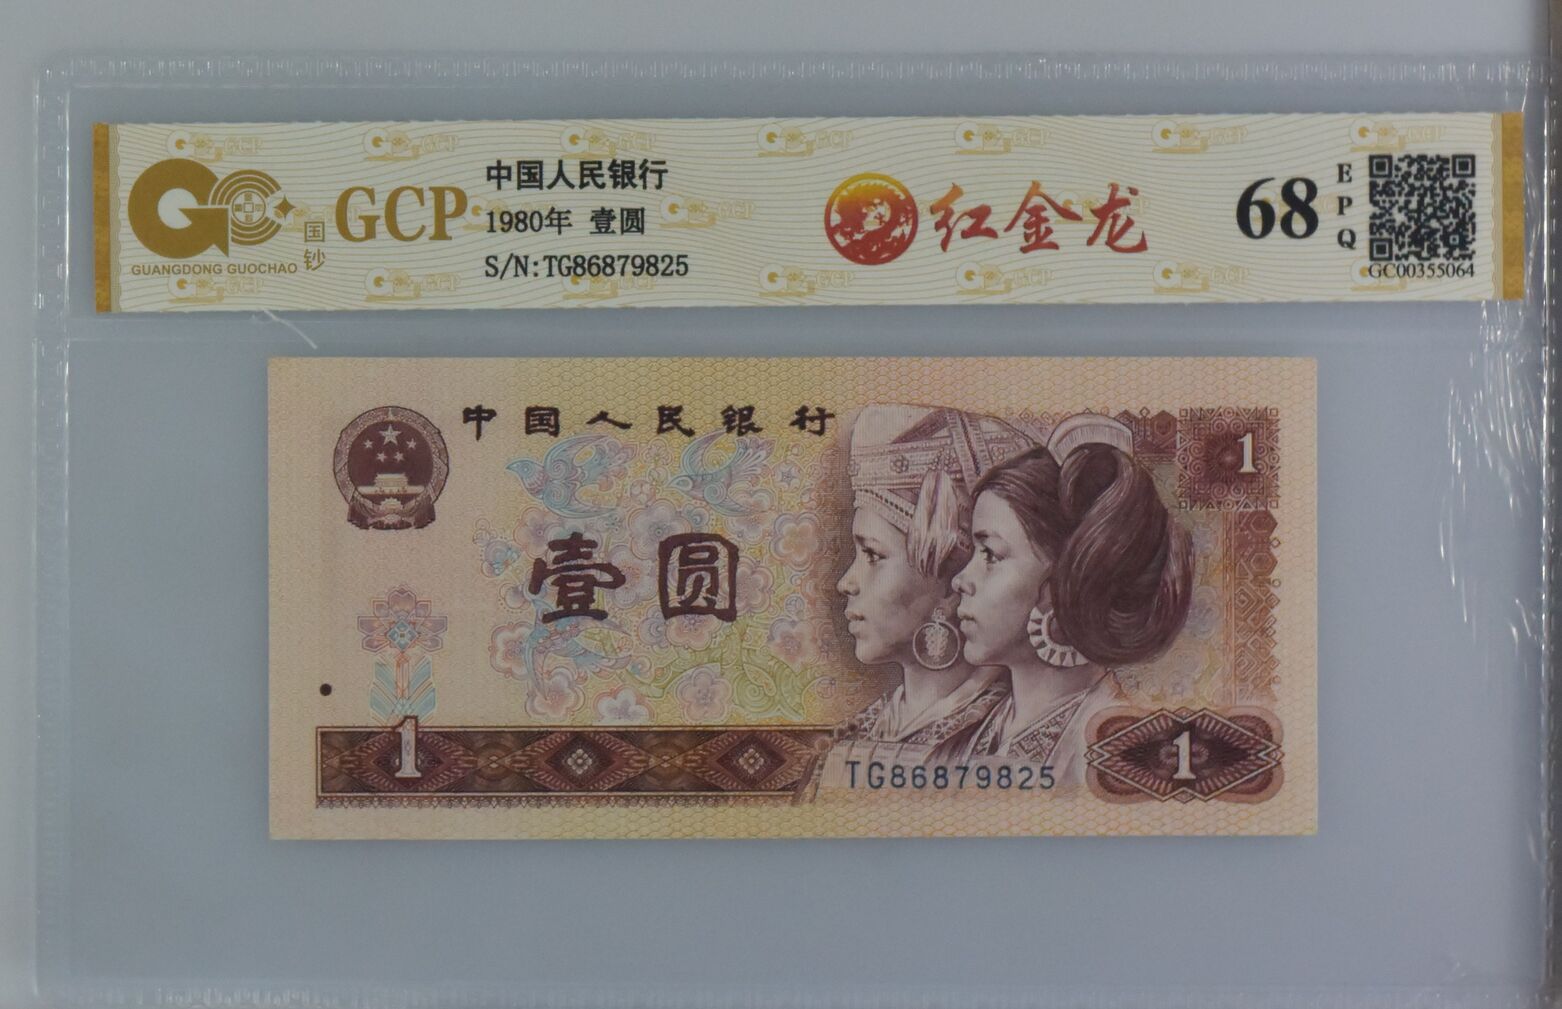 GCP
国钞
GUANGDONG GUOCHAO
中国人民银行
1980年 壹圆
S/N:TG86879825
红金龙
68
EPQ
GC00355064
中国人民银行
1
壹圆
1
TG86879825
1